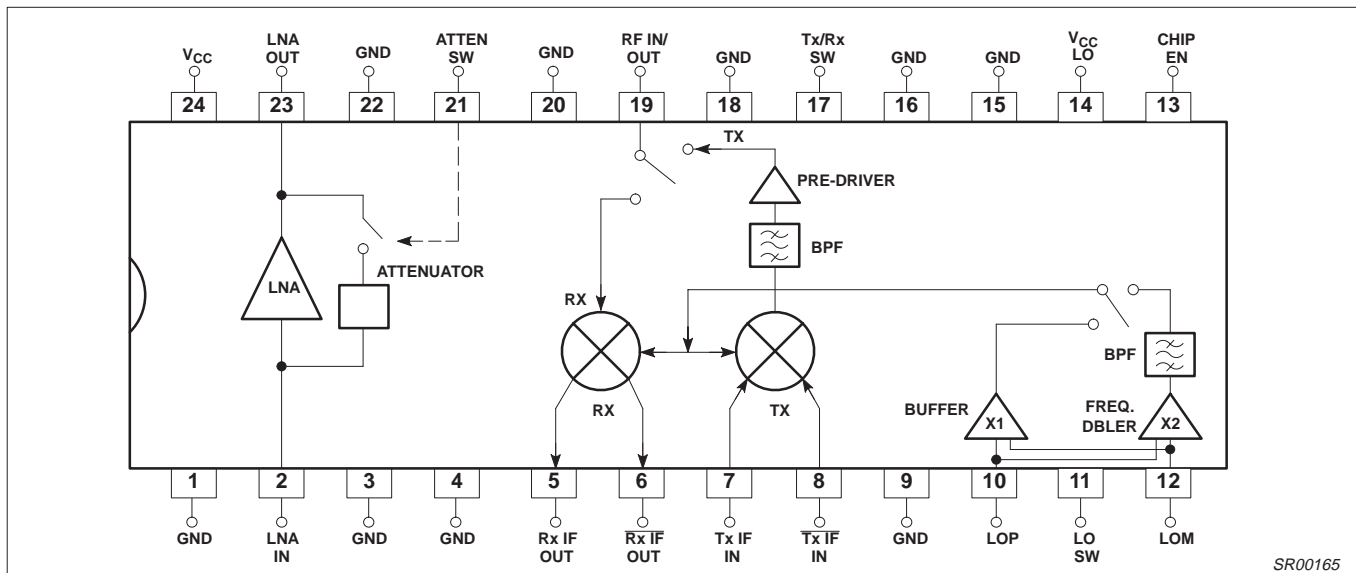 VCC
LNA
OUT
GND
ATTEN
SW
GND
RF IN/
OUT
GND
Tx/Rx
SW
GND
GND
VCC
LO
CHIP
EN
24
23
22
21
20
19
18
17
16
15
14
13
TX
PRE-DRIVER
BPF
ATTENUATOR
LNA
RX
BPF
RX
TX
BUFFER
X1
FREQ.
DBLER
X2
1
2
3
4
5
6
7
8
9
10
11
12
GND
LNA
IN
GND
GND
Rx IF
OUT
Rx IF
OUT
Tx IF
IN
Tx IF
IN
GND
LOP
LO
SW
LOM
SR00165